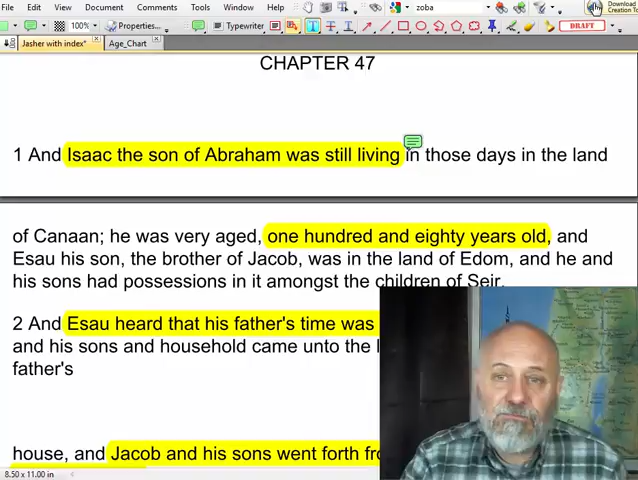 File Edit View Comments Forms Tools Window Help
100% Properties... Typewriter DRAFT zoba Download
Creation To
Jasher with index* Age_Chart
CHAPTER 47
1 And Isaac the son of Abraham was still living in those days in the land
of Canaan; he was very aged, one hundred and eighty years old, and
Esau his son, the brother of Jacob, was in the land of Edom, and he and
his sons had possessions in it amongst the children of Seir.
2 And Esau heard that his father's time was
and his sons and household came unto the
father's
house, and Jacob and his sons went forth
8.50 x 11.00 in